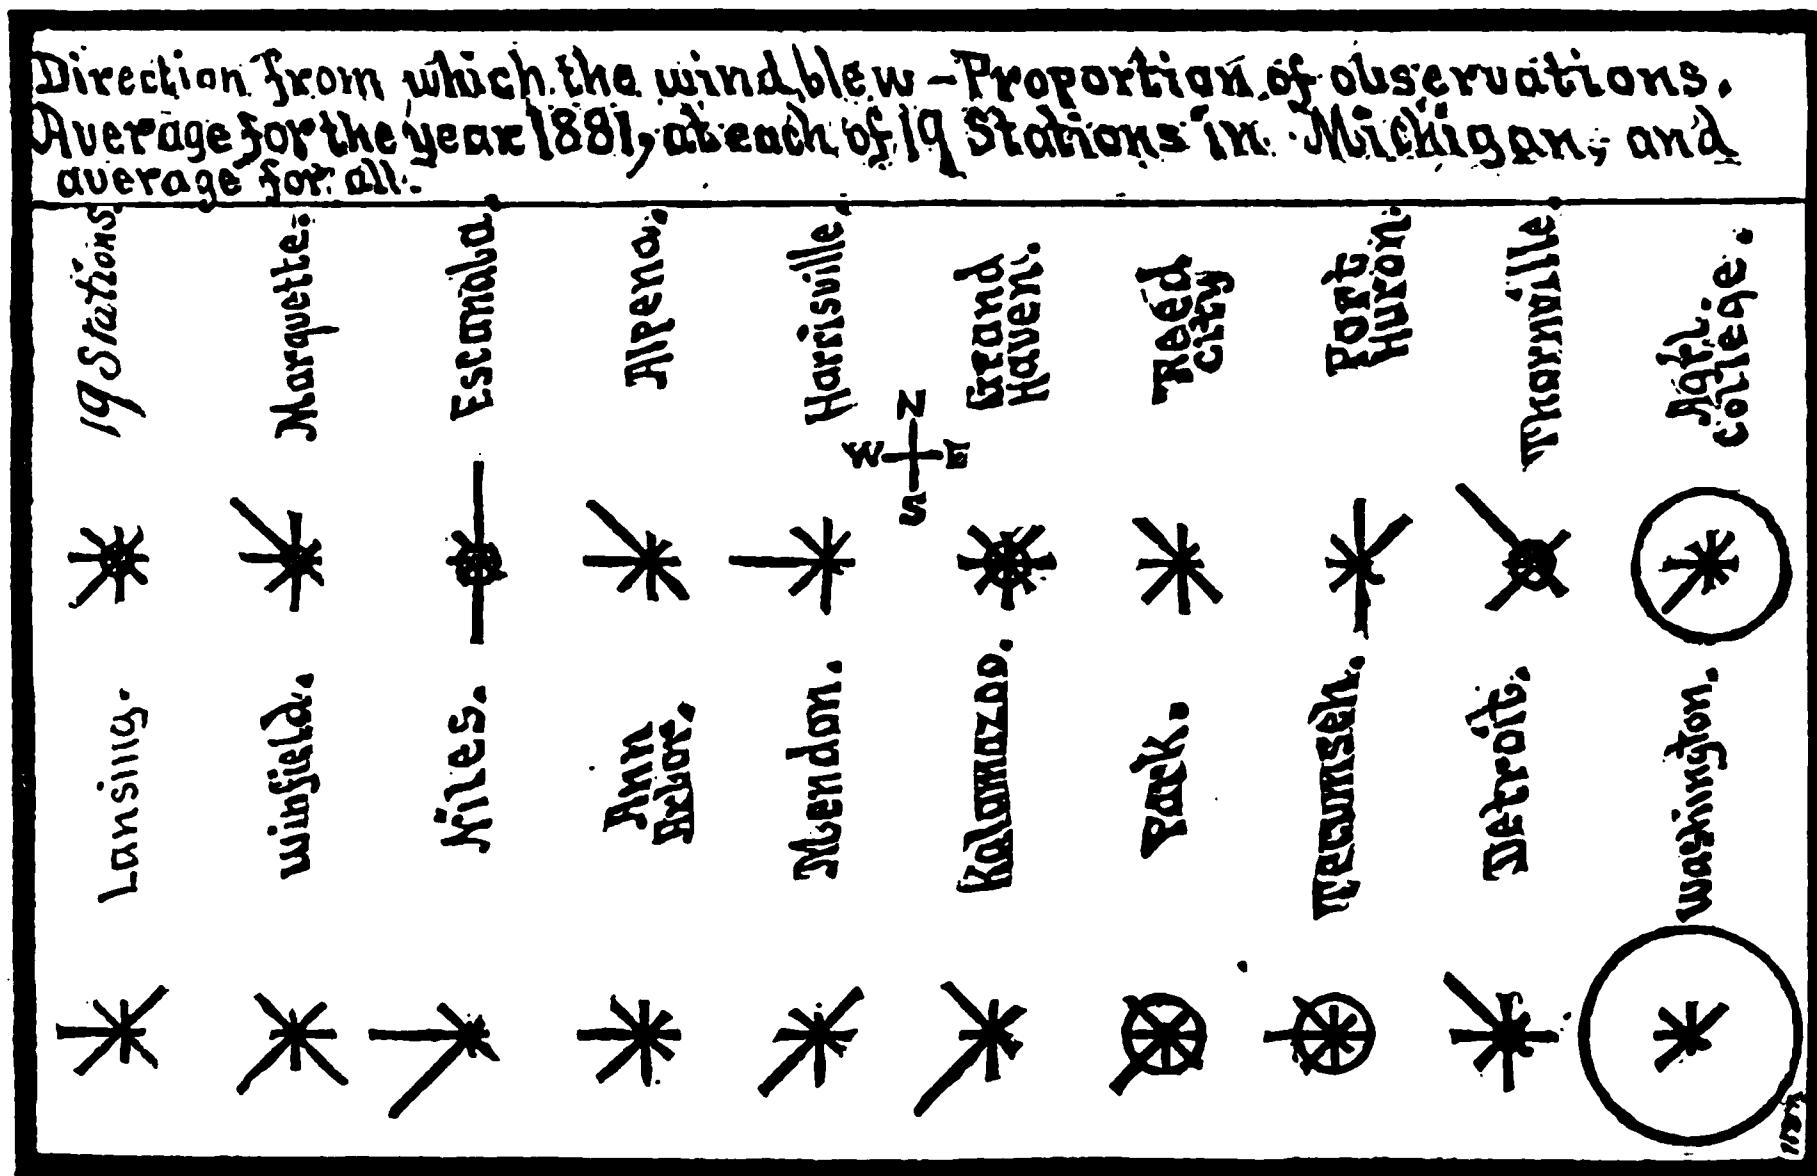 Direction from which the wind blew – Proportion of observations.
Average for the year 1881, at each of 19 Stations in Michigan, and
average for all.
19 Stations.
Marquette.
Escanaba.
Alpena.
Harrisville.
Grand
Haven.
Reed
City
Port
Huron.
Thornville.
Agrl.
College.
N
W E
S
Lansing.
Winfield.
Niles.
Ann
Arbor.
Mendon.
Kalamazoo.
Park.
Tecumseh.
Detroit.
Washington.